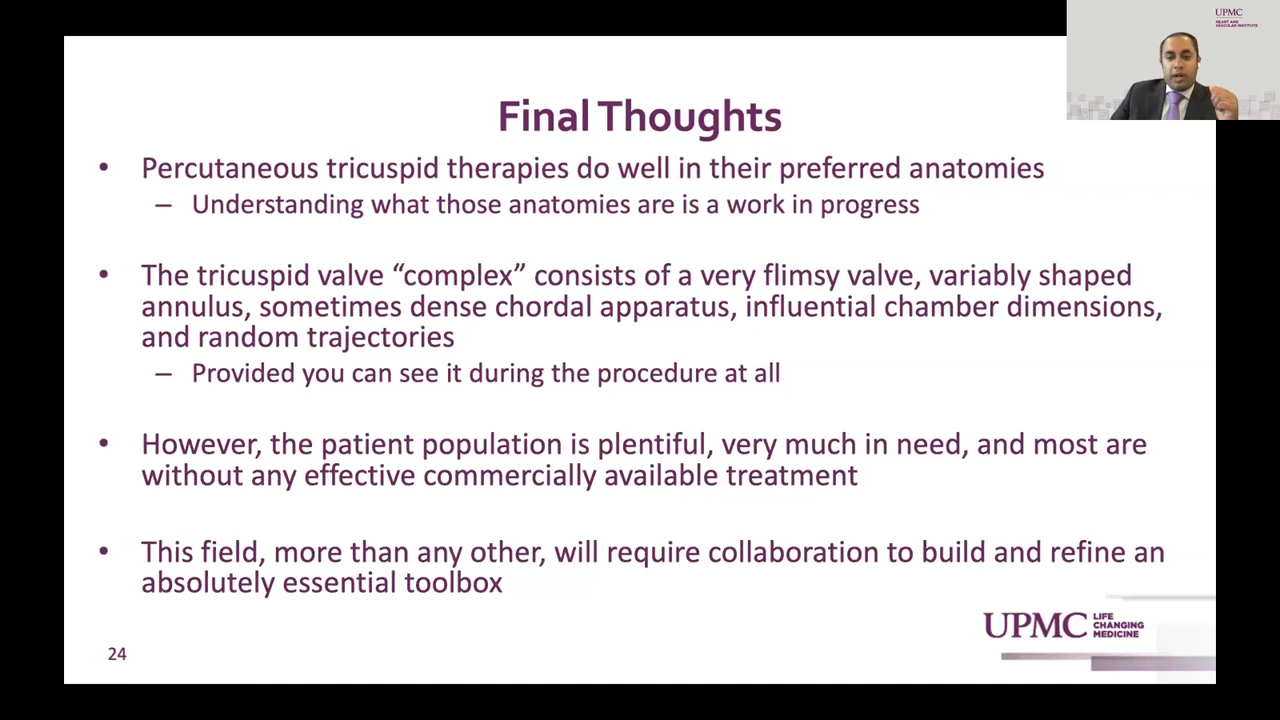 UPMC
HEART AND
VASCULAR INSTITUTE
Final Thoughts
• Percutaneous tricuspid therapies do well in their preferred anatomies
– Understanding what those anatomies are is a work in progress
• The tricuspid valve “complex” consists of a very flimsy valve, variably shaped
annulus, sometimes dense chordal apparatus, influential chamber dimensions,
and random trajectories
– Provided you can see it during the procedure at all
• However, the patient population is plentiful, very much in need, and most are
without any effective commercially available treatment
• This field, more than any other, will require collaboration to build and refine an
absolutely essential toolbox
UPMC
LIFE
CHANGING
MEDICINE
24